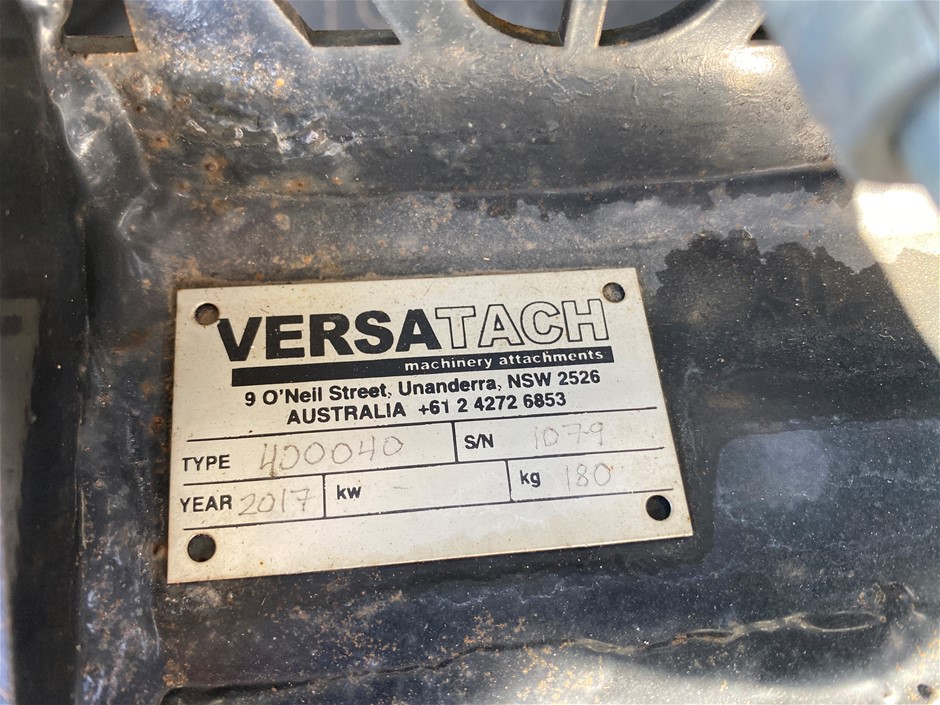 VERSATACH
machinery attachments
9 O'Neil Street, Unanderra, NSW 2526
AUSTRALIA +61 2 4272 6853
TYPE 400040 S/N 1079
YEAR 2017 kw - kg 180